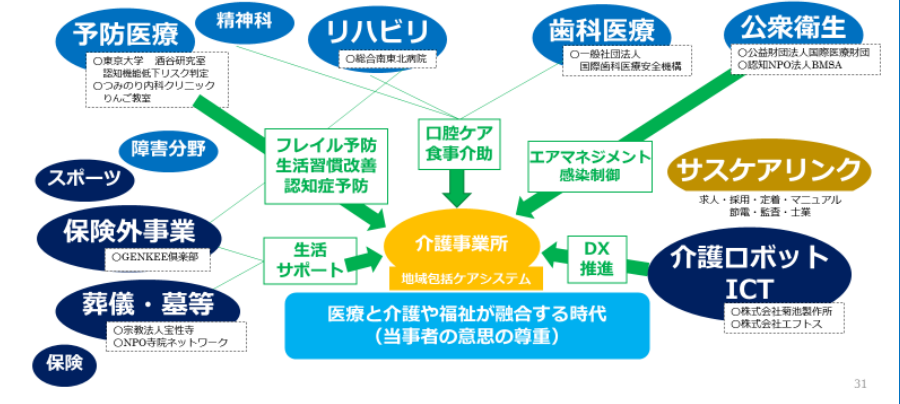 予防医療
○東京大学 酒谷研究室
認知機能低下リスク判定
○つみのり内科クリニック
りんご教室
精神科
リハビリ
○総合南東北病院
歯科医療
○一般社団法人
国際歯科医療安全機構
公衆衛生
○公益財団法人国際医療財団
○認知NPO法人BMSA
障害分野
スポーツ
フレイル予防
生活習慣改善
認知症予防
口腔ケア
食事介助
エアマネジメント
感染制御
サスケアリンク
求人・採用・定着・マニュアル
節電・監査・士業
保険外事業
○GENKEE倶楽部
生活
サポート
介護事業所
地域包括ケアシステム
DX
推進
介護ロボット
ICT
○株式会社菊池製作所
○株式会社エフトス
葬儀・墓等
○宗教法人宝性寺
○NPO寺院ネットワーク
医療と介護や福祉が融合する時代
（当事者の意思の尊重）
保険
31